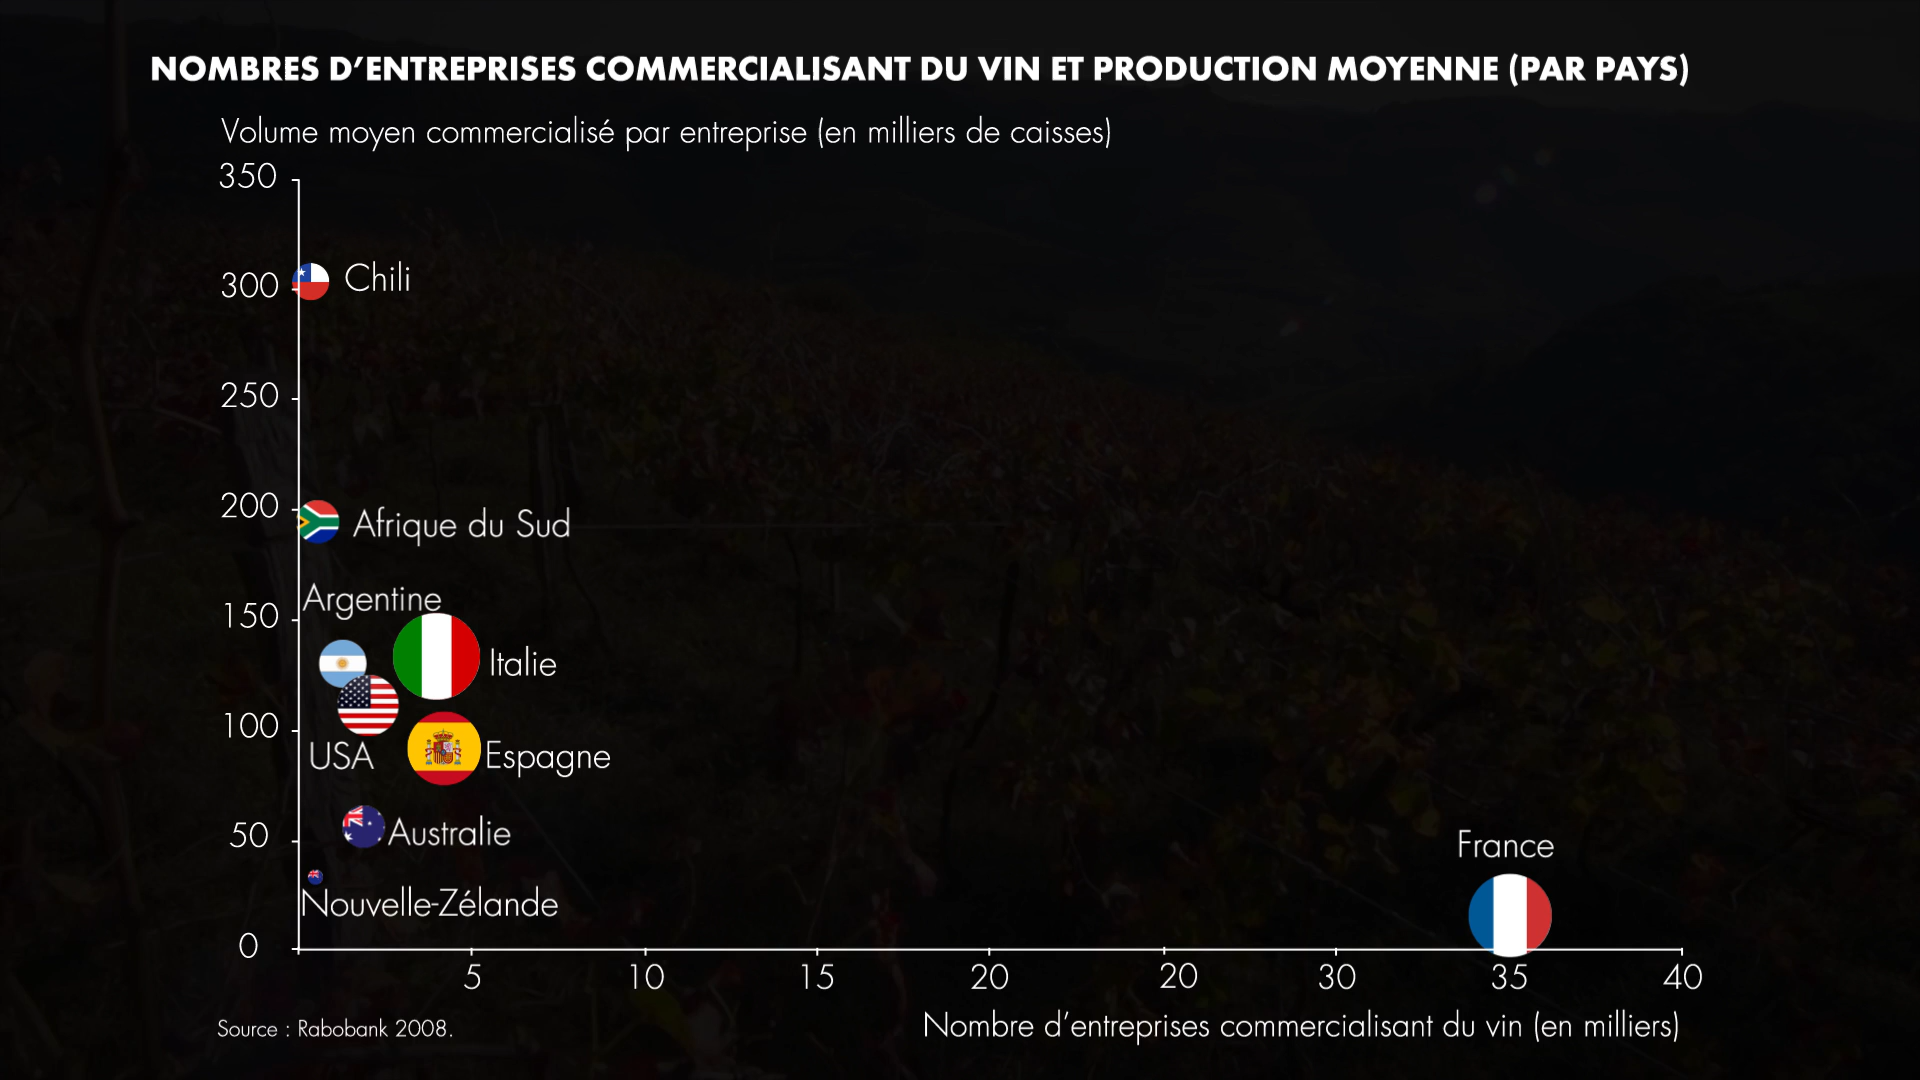 NOMBRES D’ENTREPRISES COMMERCIALISANT DU VIN ET PRODUCTION MOYENNE (PAR PAYS)
Volume moyen commercialisé par entreprise (en milliers de caisses)
350
300
Chili
250
200
Afrique du Sud
Argentine
150
Italie
100
USA
Espagne
50
Australie
France
Nouvelle-Zélande
0
5 10 15 20 20 30 35 40
Nombre d’entreprises commercialisant du vin (en milliers)
Source : Rabobank 2008.